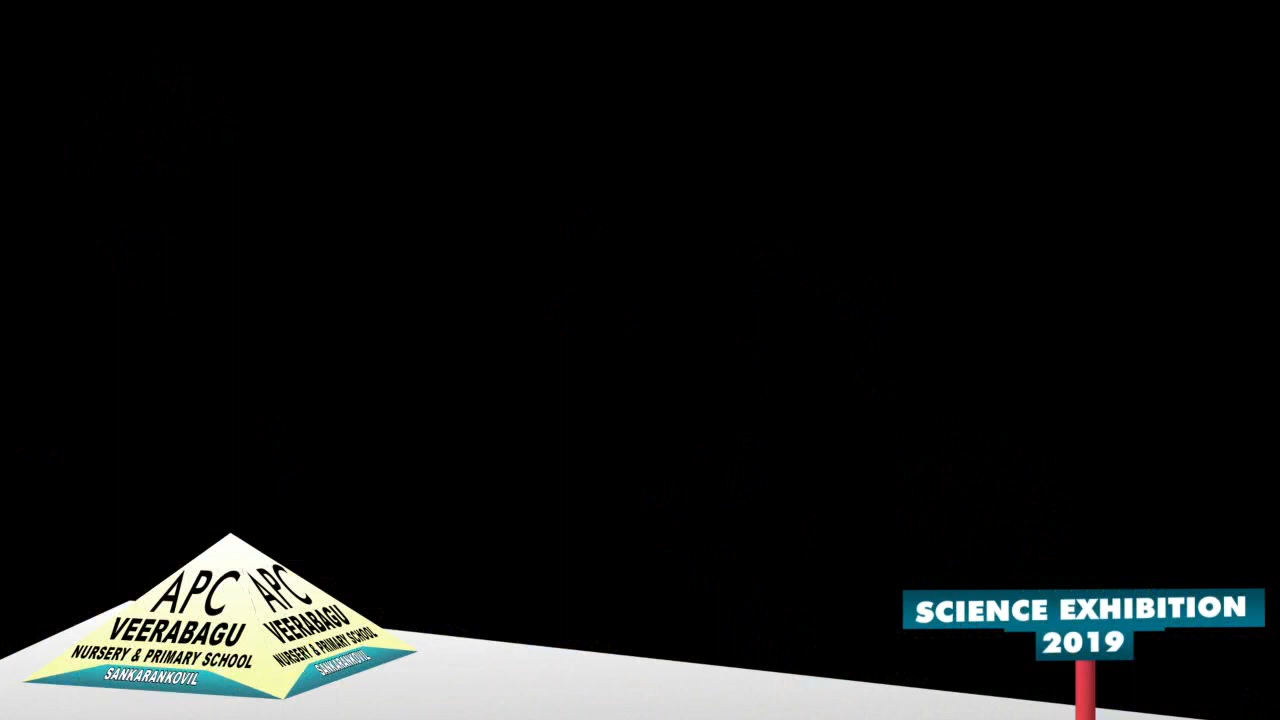 APC
VEERABAGU
NURSERY & PRIMARY SCHOOL
SANKARANKOVIL
APC
VEERABAGU
NURSERY & PRIMARY SCHOOL
SANKARANKOVIL
SCIENCE EXHIBITION
2019